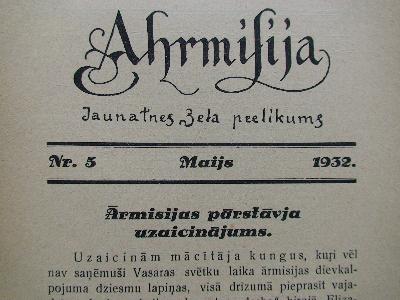 Ahrmisija
Jaunatnes Zeļa peelikums
Nr. 5 Maijs 1932.
Ārmisijas pārstāvja
uzaicinājums.
Uzaicinām mācītāja kungus, kuŗi vēl
nav saņēmuši Vasaras svētku laika ārmisijas dievkal-
pojuma dziesmu lapiņas, visā drīzumā pieprasīt vaja-